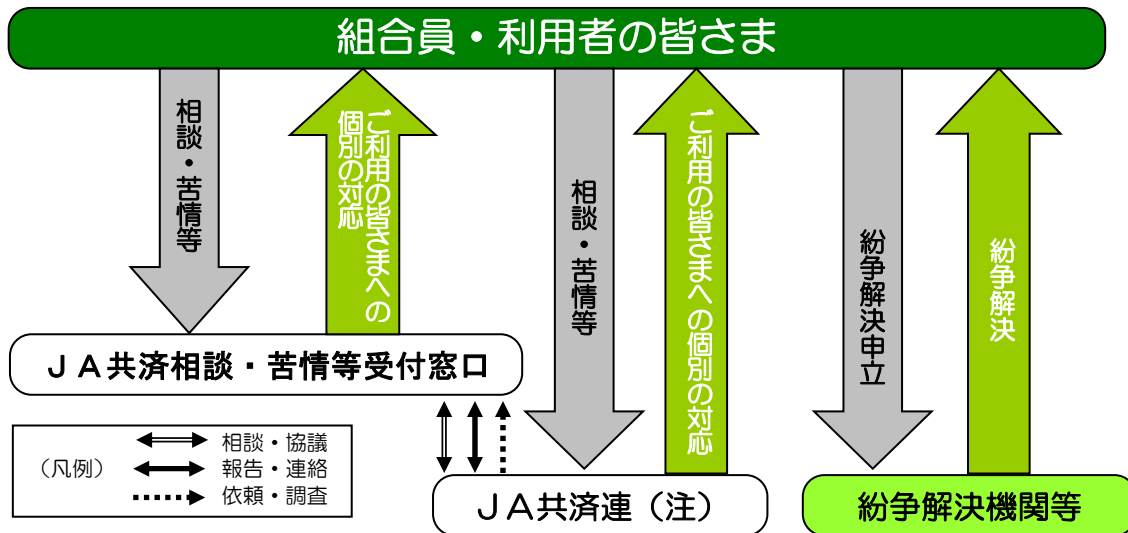 組合員・利用者の皆さま
相談・苦情等
ご利用の皆さまへの
個別の対応
相談・苦情等
ご利用の皆さまへの個別の対応
紛争解決申立
紛争解決
ＪＡ共済相談・苦情等受付窓口
（凡例）
相談・協議
報告・連絡
依頼・調査
ＪＡ共済連（注）
紛争解決機関等